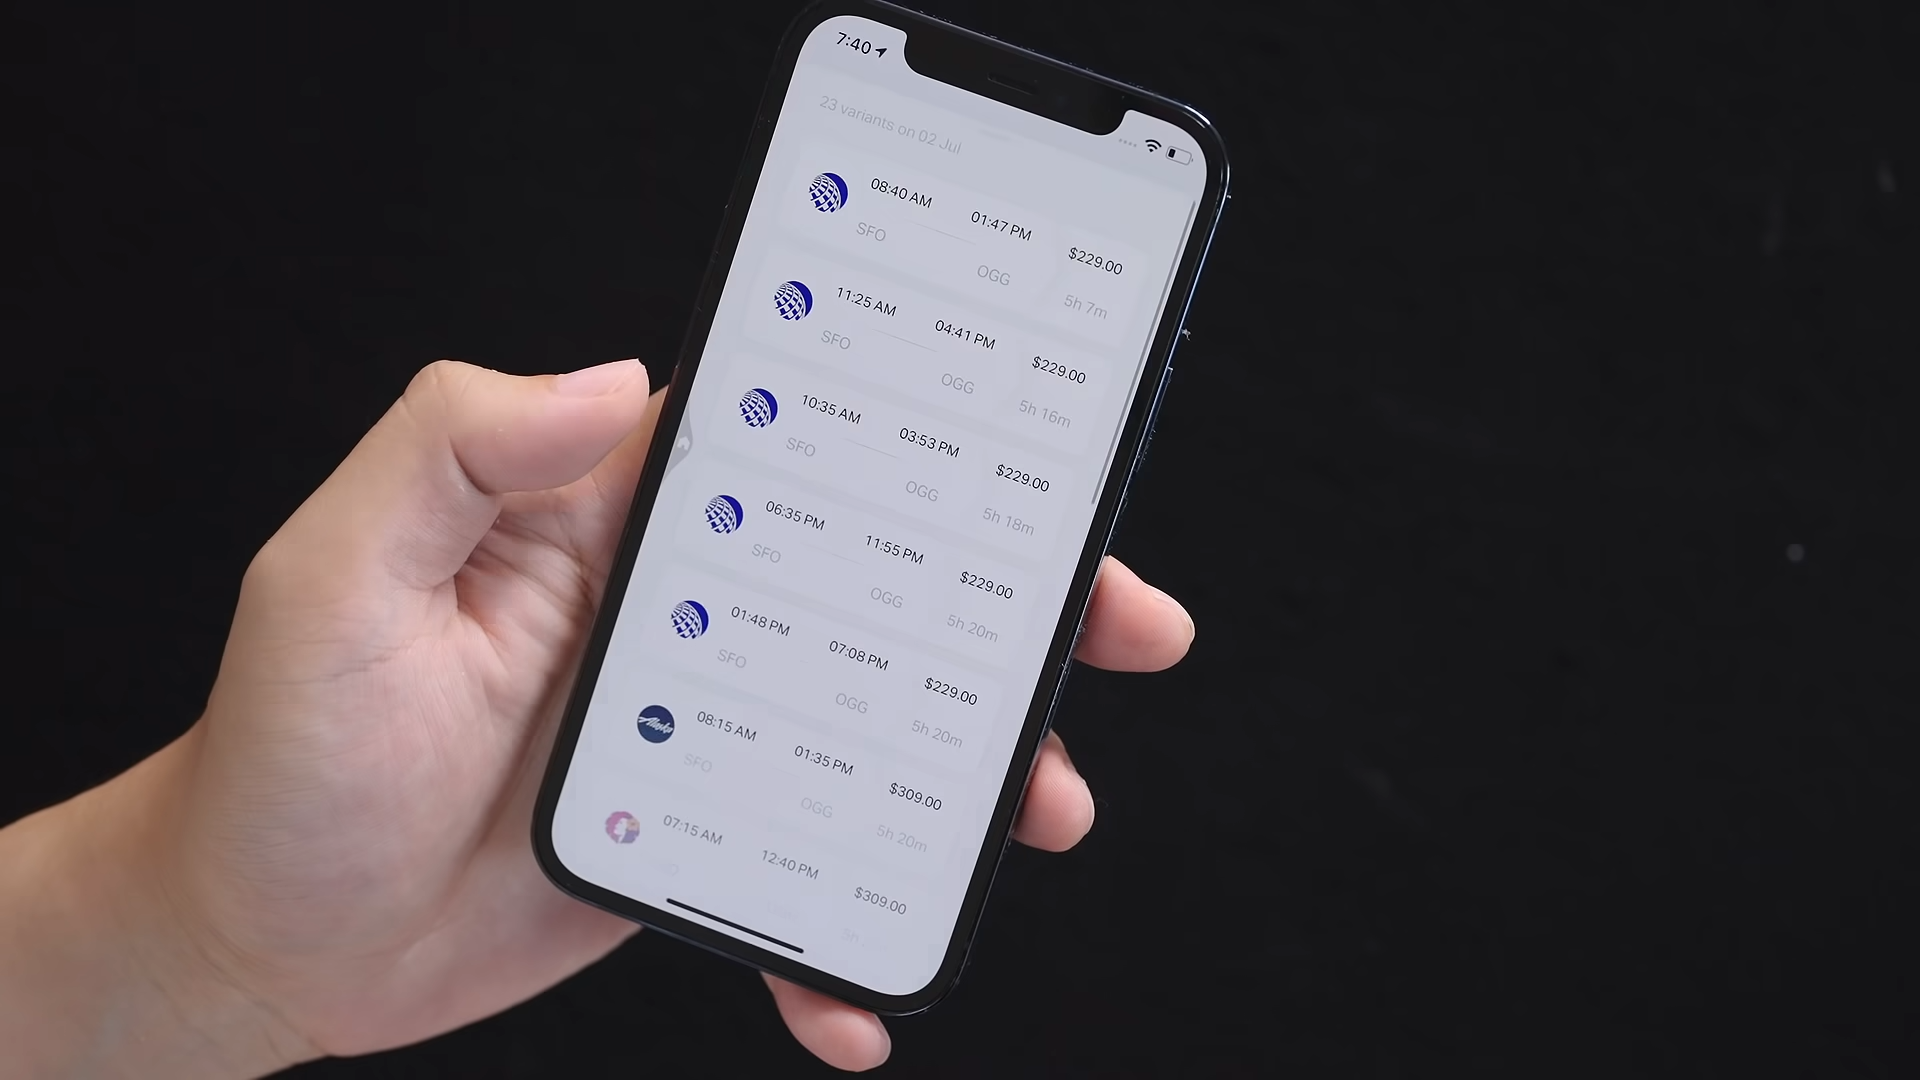 7:40
23 variants on 02 Jul
08:40 AM 01:47 PM $229.00
SFO OGG 5h 7m
11:25 AM 04:41 PM $229.00
SFO OGG 5h 16m
10:35 AM 03:53 PM $229.00
SFO OGG 5h 18m
06:35 PM 11:55 PM $229.00
SFO OGG 5h 20m
01:48 PM 07:08 PM $229.00
SFO OGG 5h 20m
Alaska 08:15 AM 01:35 PM $309.00
SFO OGG 5h 20m
07:15 AM 12:40 PM $309.00